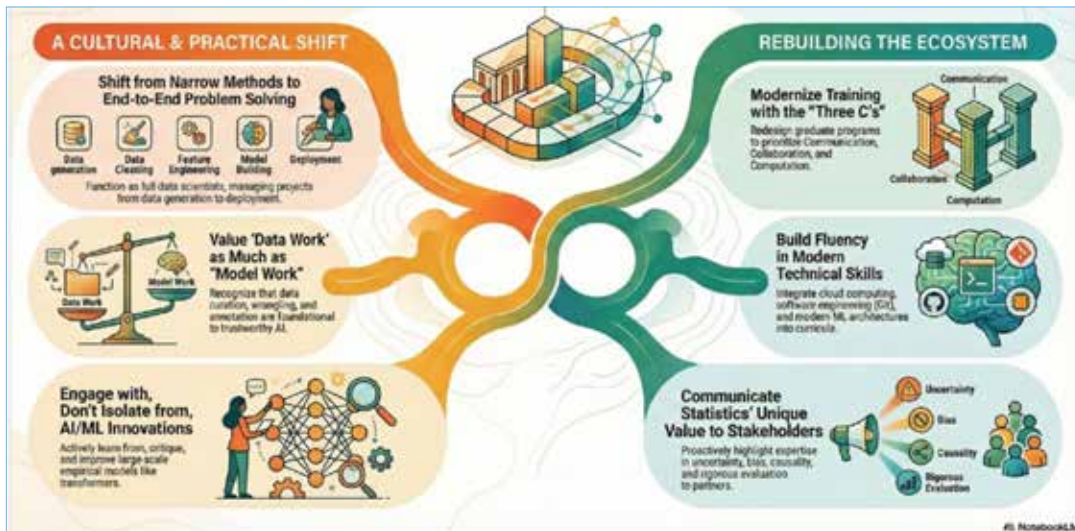 A CULTURAL & PRACTICAL SHIFT
Shift from Narrow Methods to
End-to-End Problem Solving
Data
generation
Data
Cleaning
Feature
Engineering
Model
Building
Deployment
Function as full data scientists, managing projects
from data generation to deployment.
Value 'Data Work'
as Much as
"Model Work"
Recognize that data
curation, wrangling, and
annotation are foundational
to trustworthy AI.
Data Work
Model Work
Engage with,
Don't Isolate from,
AI/ML Innovations
Actively learn from, critique,
and improve large-scale
empirical models like
transformers.
REBUILDING THE ECOSYSTEM
Modernize Training
with the "Three C's"
Redesign graduate programs
to prioritize Communication,
Collaboration, and
Computation.
Communication
Collaboration
Computation
Build Fluency
in Modern
Technical Skills
Integrate cloud computing,
software engineering (Git),
and modern ML architectures
into curricula.
Communicate
Statistics' Unique
Value to Stakeholders
Proactively highlight expertise
in uncertainty, bias, causality,
and rigorous evaluation
to partners.
Uncertainty
Bias
Causality
Rigorous
Evaluation
NotebookLM